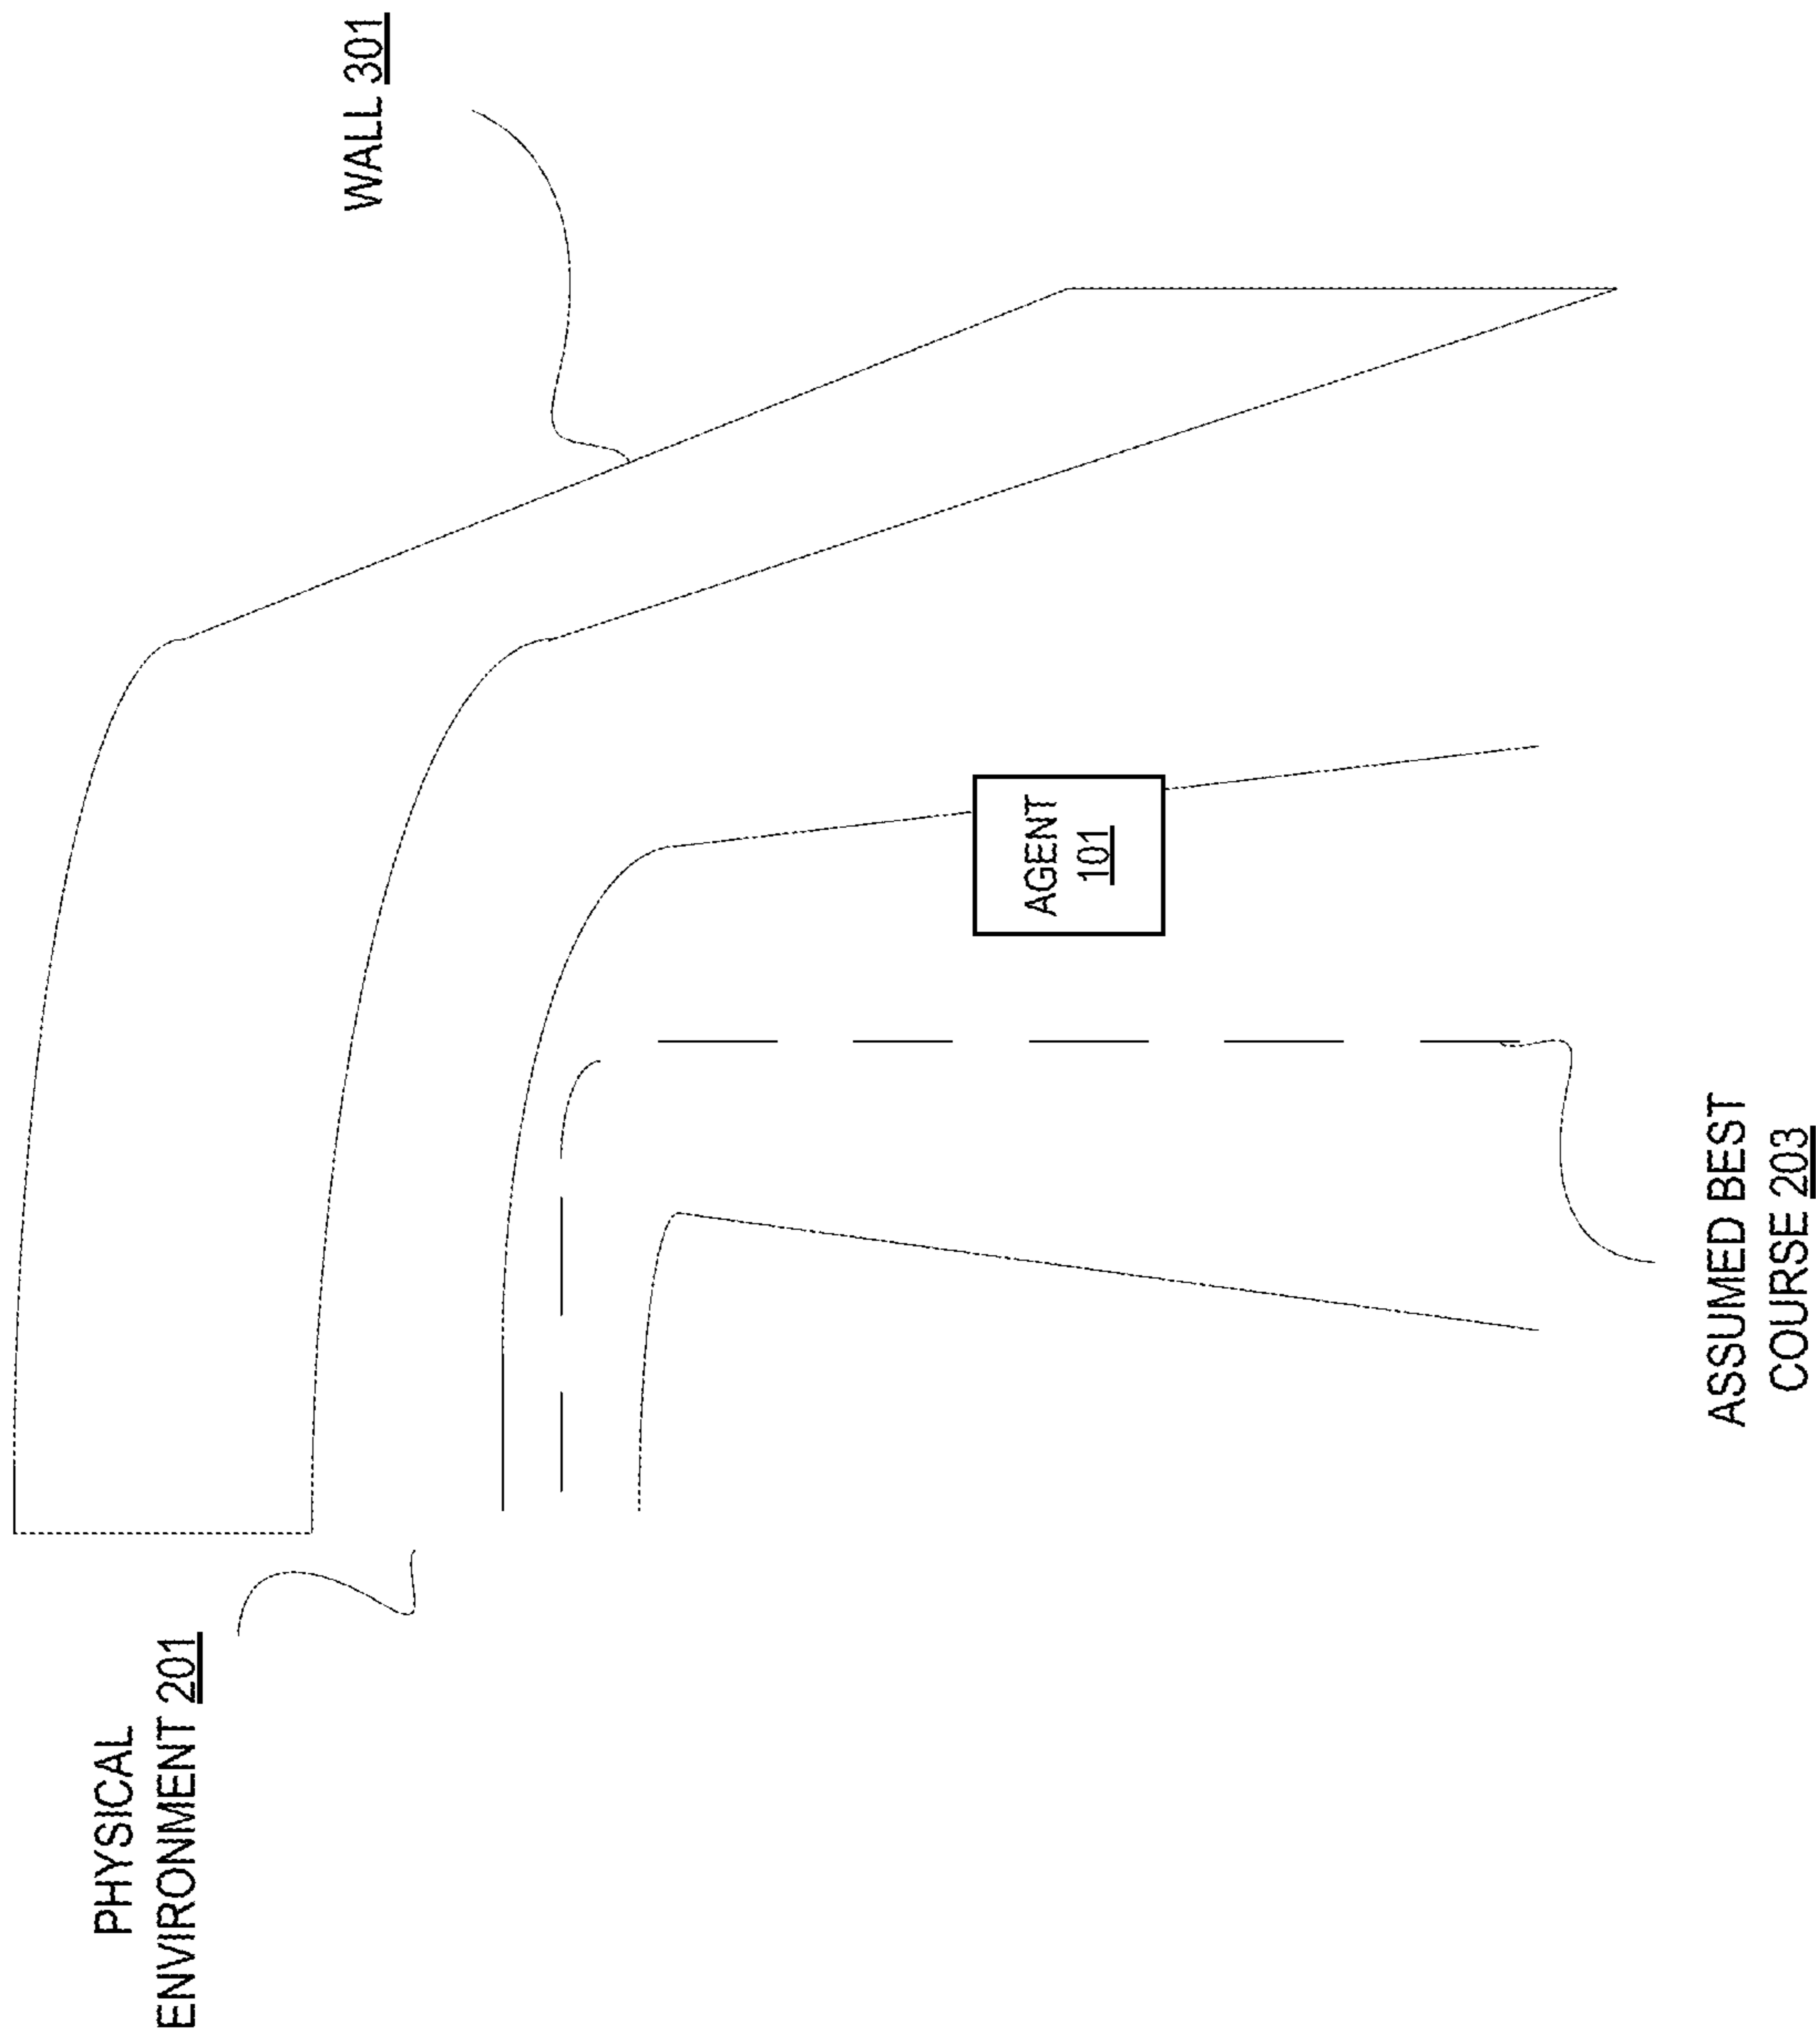 PHYSICAL
ENVIRONMENT 201
WALL 301
AGENT
101
ASSUMED BEST
COURSE 203